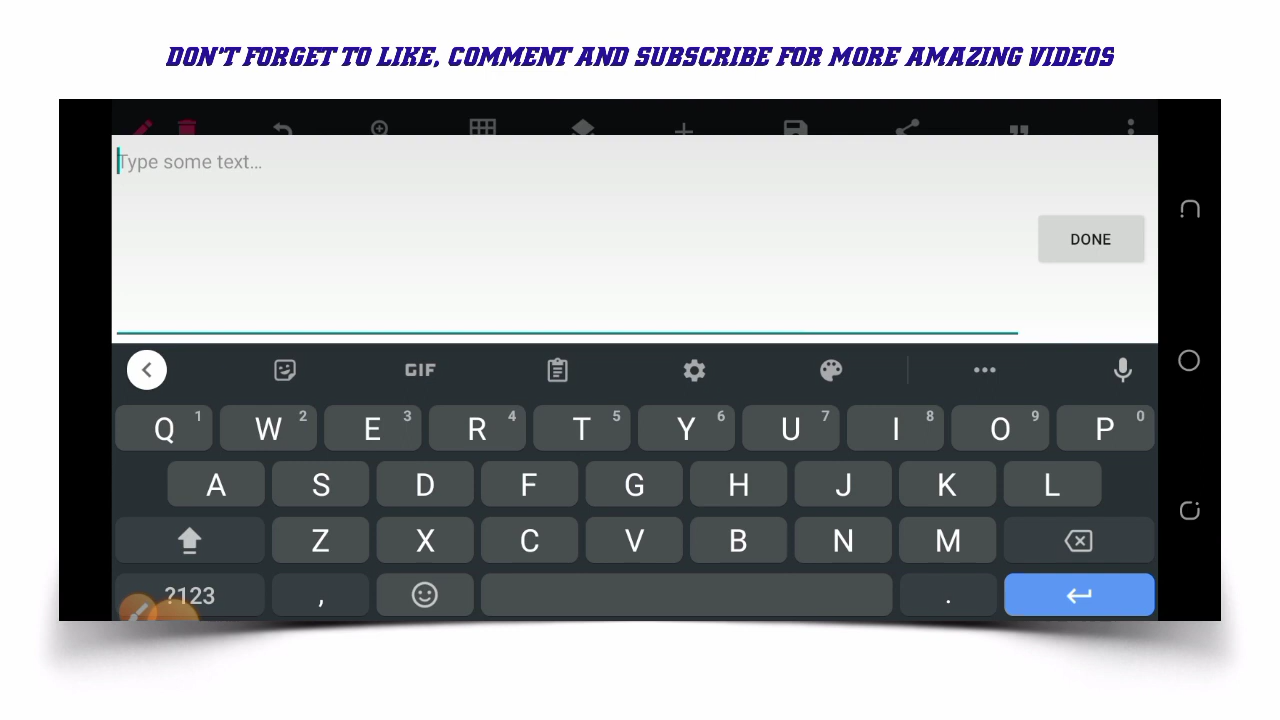 DON'T FORGET TO LIKE, COMMENT AND SUBSCRIBE FOR MORE AMAZING VIDEOS
Type some text...
DONE
GIF
Q 1 W 2 E 3 R 4 T 5 Y 6 U 7 I 8 O 9 P 0
A S D F G H J K L
Z X C V B N M
?123 , .